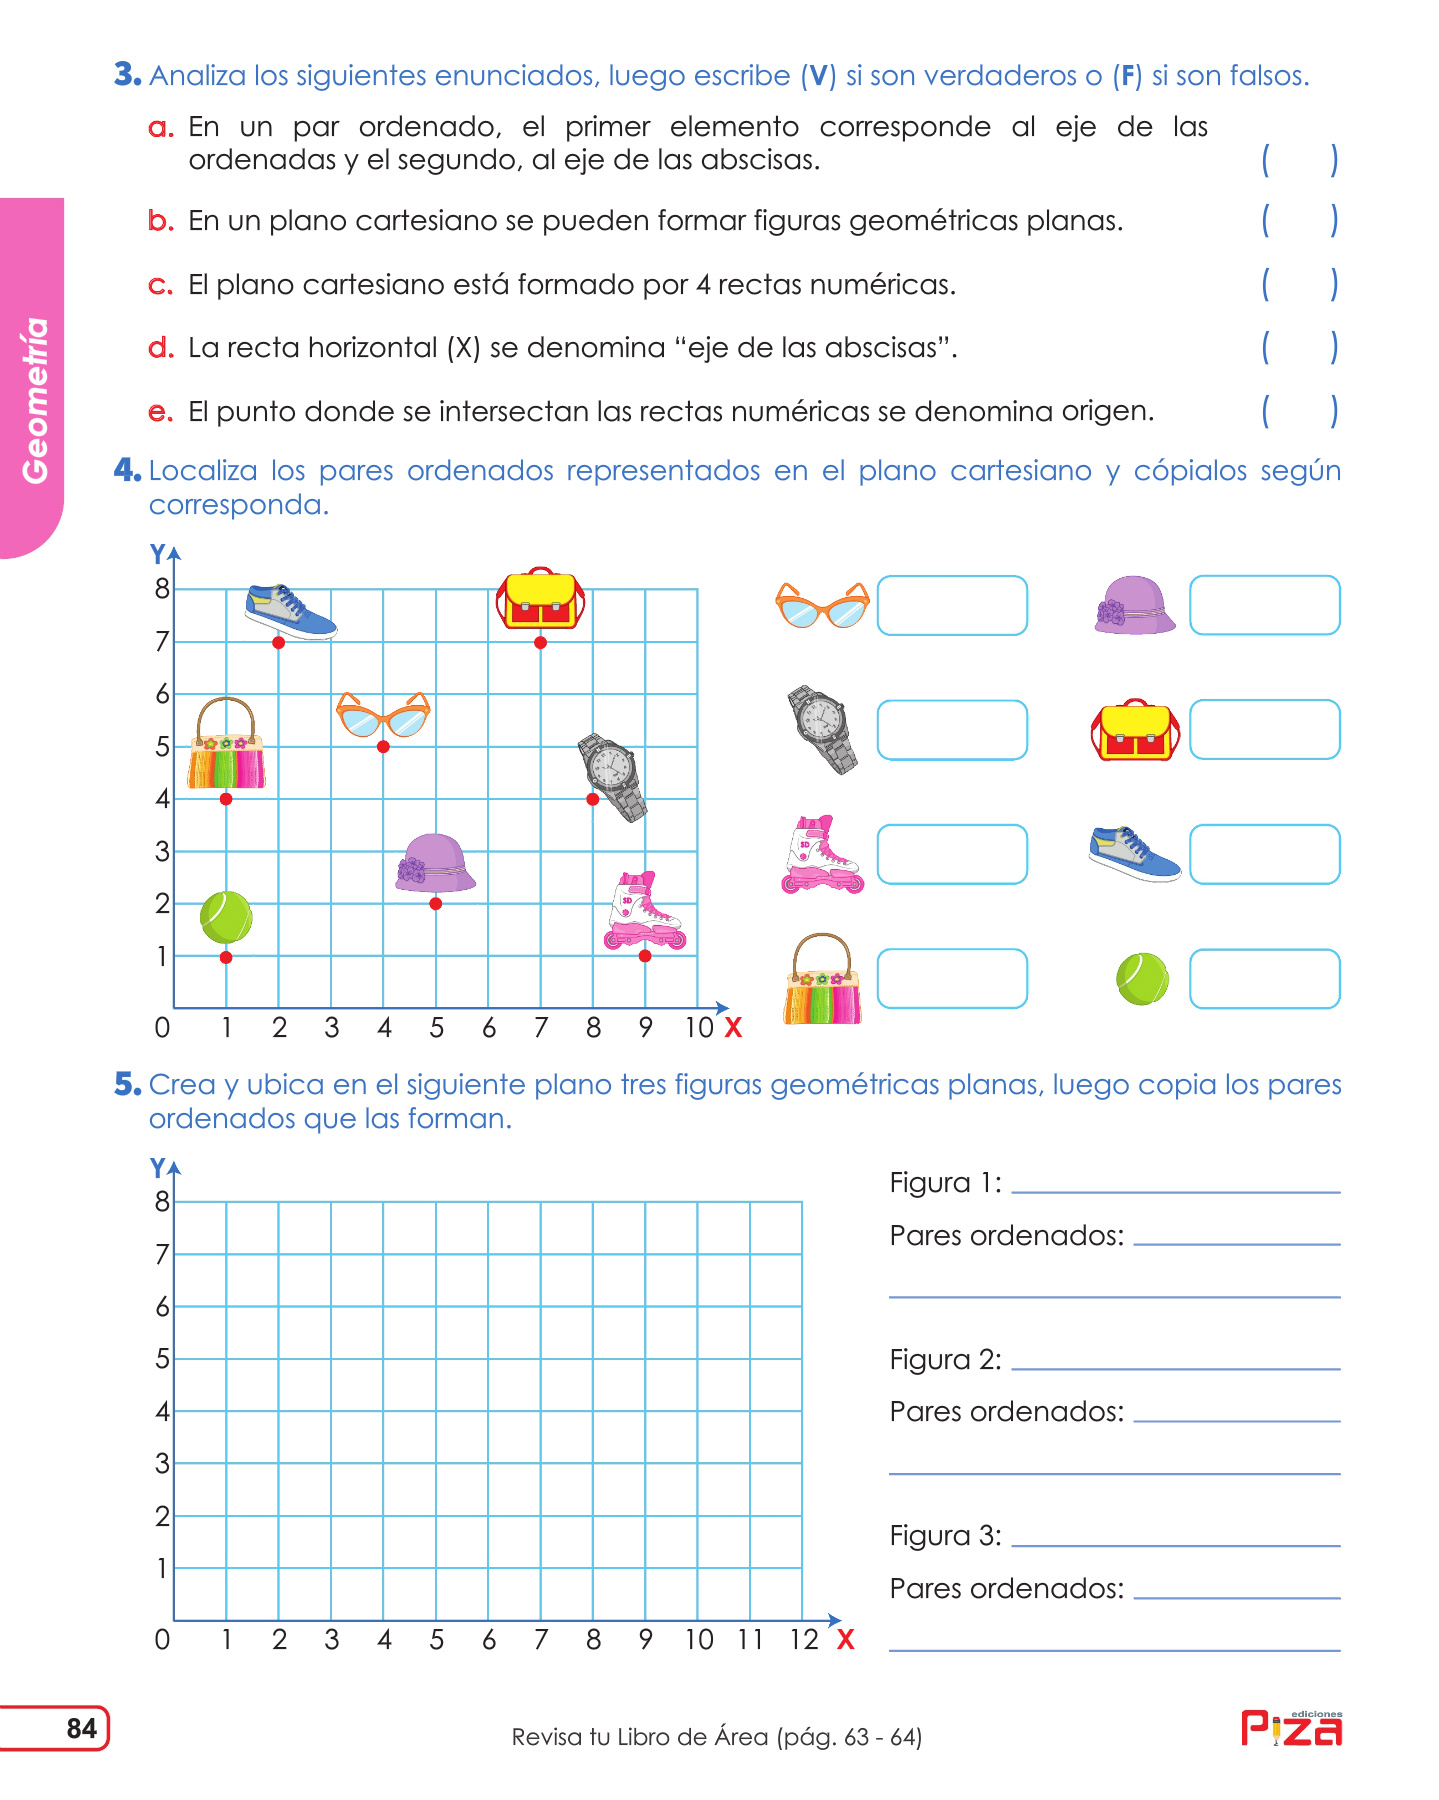 3. Analiza los siguientes enunciados, luego escribe (V) si son verdaderos o (F) si son falsos.
a. En un par ordenado, el primer elemento corresponde al eje de las
ordenadas y el segundo, al eje de las abscisas. ( )
b. En un plano cartesiano se pueden formar figuras geométricas planas. ( )
c. El plano cartesiano está formado por 4 rectas numéricas. ( )
d. La recta horizontal (X) se denomina “eje de las abscisas”. ( )
e. El punto donde se intersectan las rectas numéricas se denomina origen. ( )
Geometría
4. Localiza los pares ordenados representados en el plano cartesiano y cópialos según
corresponda.
Y
8
7
6
5
4
3
2
1
0 1 2 3 4 5 6 7 8 9 10 X
SD
SD
5. Crea y ubica en el siguiente plano tres figuras geométricas planas, luego copia los pares
ordenados que las forman.
Y
8
7
6
5
4
3
2
1
0 1 2 3 4 5 6 7 8 9 10 11 12 X
Figura 1:
Pares ordenados:
Figura 2:
Pares ordenados:
Figura 3:
Pares ordenados:
84
Revisa tu Libro de Área (pág. 63 - 64)
ediciones
Piza